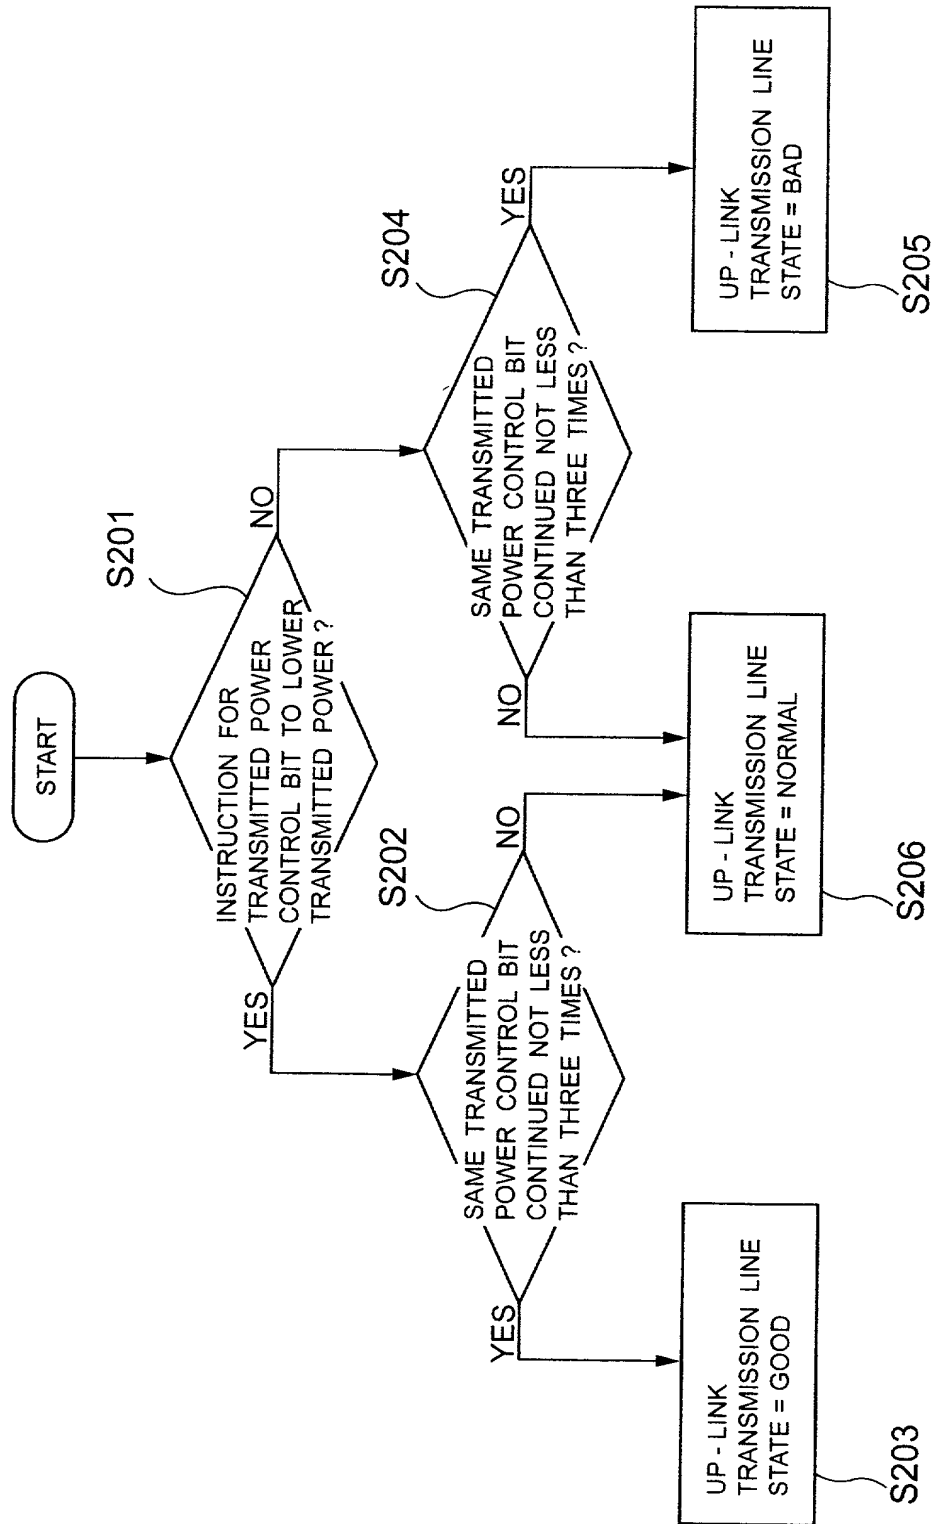 START
S201
INSTRUCTION FOR
TRANSMITTED POWER
CONTROL BIT TO LOWER
TRANSMITTED POWER ?
YES
NO
S202
SAME TRANSMITTED
POWER CONTROL BIT
CONTINUED NOT LESS
THAN THREE TIMES ?
YES
NO
S204
SAME TRANSMITTED
POWER CONTROL BIT
CONTINUED NOT LESS
THAN THREE TIMES ?
NO
YES
UP - LINK
TRANSMISSION LINE
STATE = GOOD
S203
UP - LINK
TRANSMISSION LINE
STATE = NORMAL
S206
UP - LINK
TRANSMISSION LINE
STATE = BAD
S205